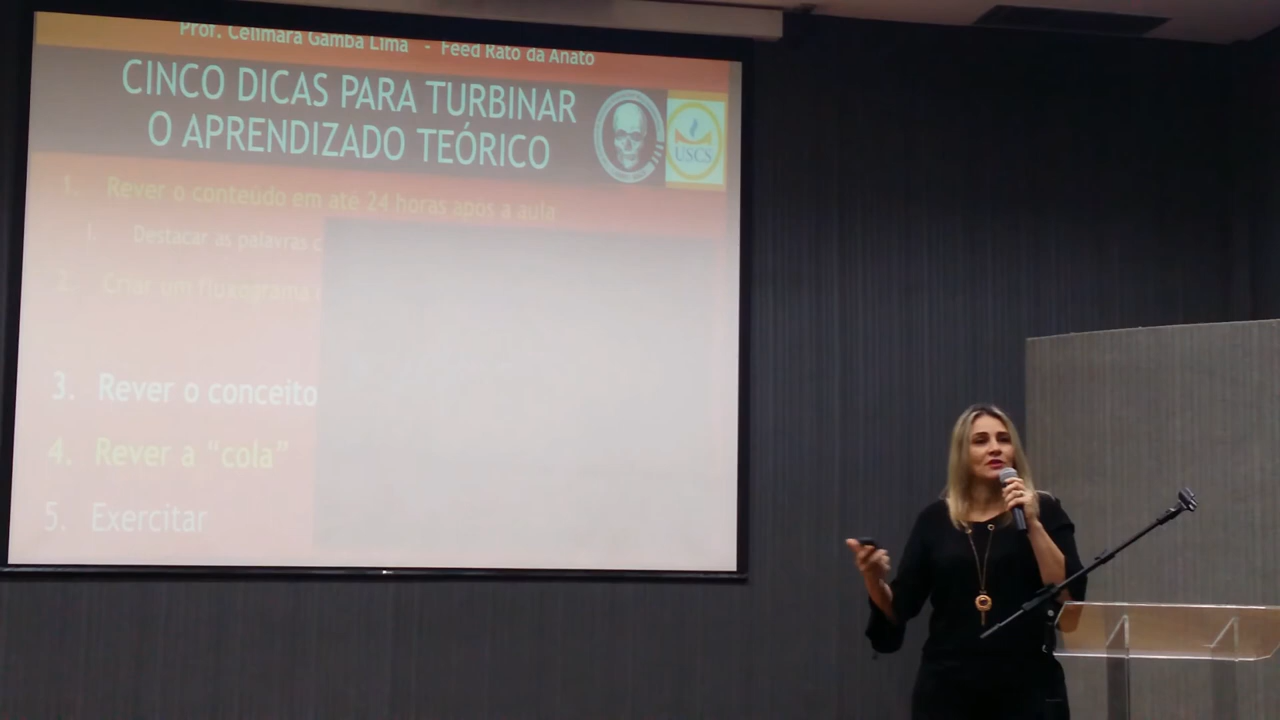 Prof. Celimara Gamba Lima - Feed Rato da Anato
CINCO DICAS PARA TURBINAR
O APRENDIZADO TEÓRICO
USCS
1. Rever o conteúdo em até 24 horas após a aula
I. Destacar as palavras
2. Criar um fluxograma
3. Rever o conceito
4. Rever a “cola”
5. Exercitar